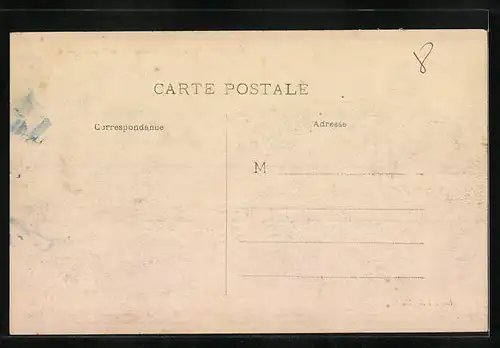 8
CARTE POSTALE
Correspondance
Adresse
M